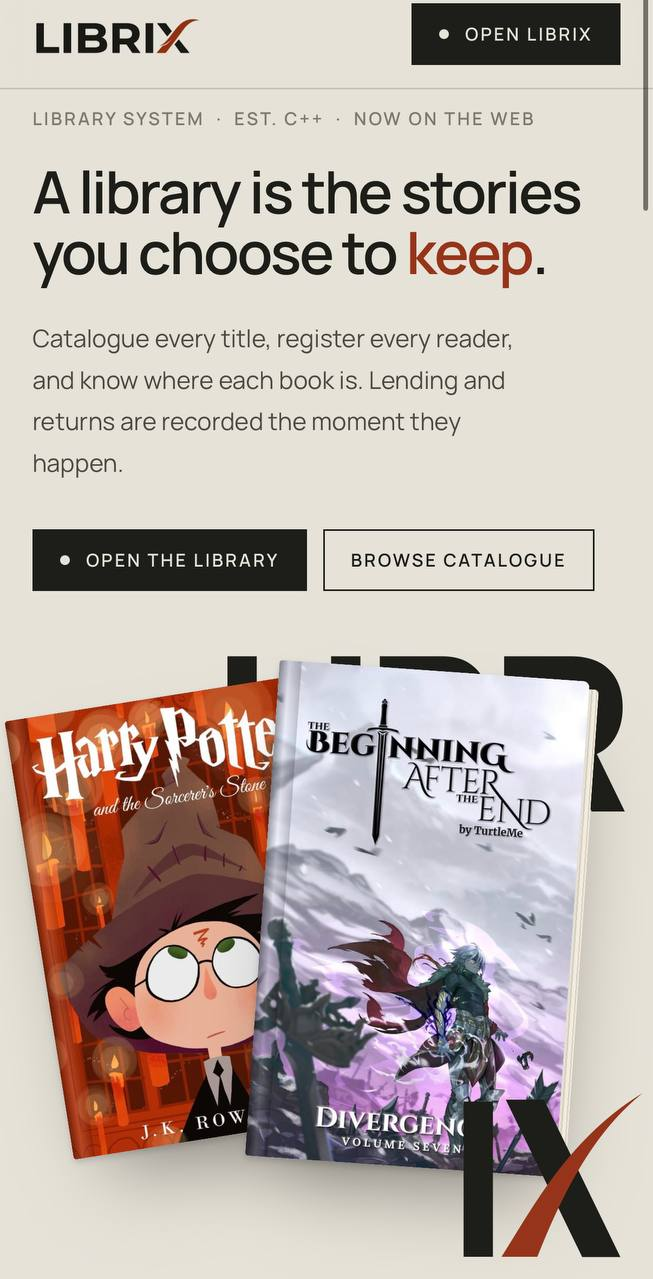 LIBRIX
OPEN LIBRIX
LIBRARY SYSTEM · EST. C++ · NOW ON THE WEB
A library is the stories
you choose to keep.
Catalogue every title, register every reader,
and know where each book is. Lending and
returns are recorded the moment they
happen.
OPEN THE LIBRARY
BROWSE CATALOGUE
LIBR
Harry Potte
and the Sorcerer's Stone
J.K. ROW
THE
BEGINNING
AFTER
THE END
by TurtleMe
DIVERGENC
VOLUME SEVEN
IX